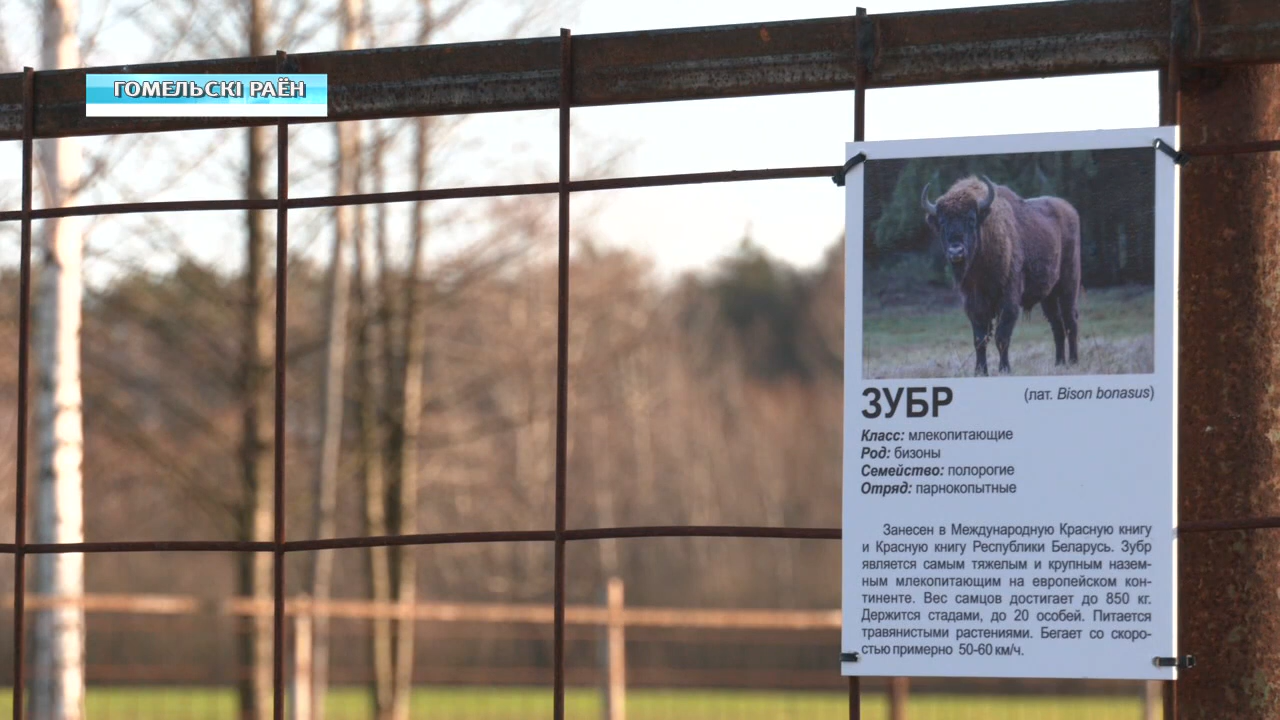 ГОМЕЛЬСКІ РАЁН
ЗУБР
(лат. Bison bonasus)
Класс: млекопитающие
Род: бизоны
Семейство: полорогие
Отряд: парнокопытные
Занесен в Международную Красную книгу
и Красную книгу Республики Беларусь. Зубр
является самым тяжелым и крупным назем-
ным млекопитающим на европейском кон-
тиненте. Вес самцов достигает до 850 кг.
Держится стадами, до 20 особей. Питается
травянистыми растениями. Бегает со скоро-
стью примерно 50-60 км/ч.